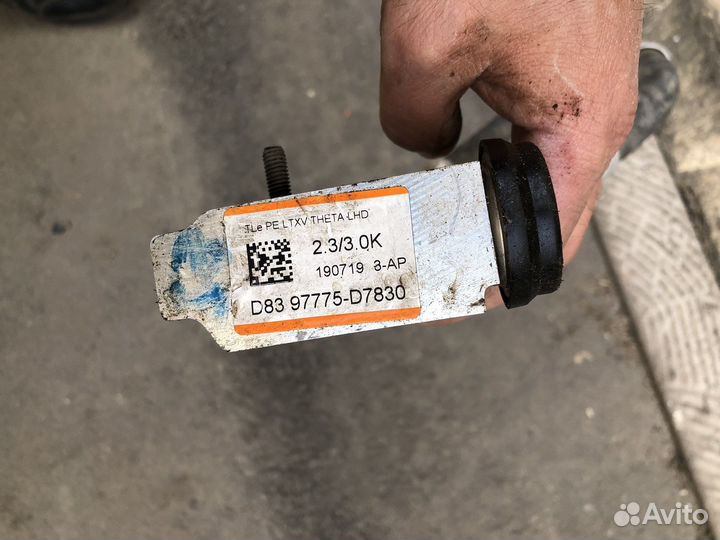 TLe PE LTXV THETA LHD
2.3/3.0K
190719 3-AP
D83 97775-D7830
Avito